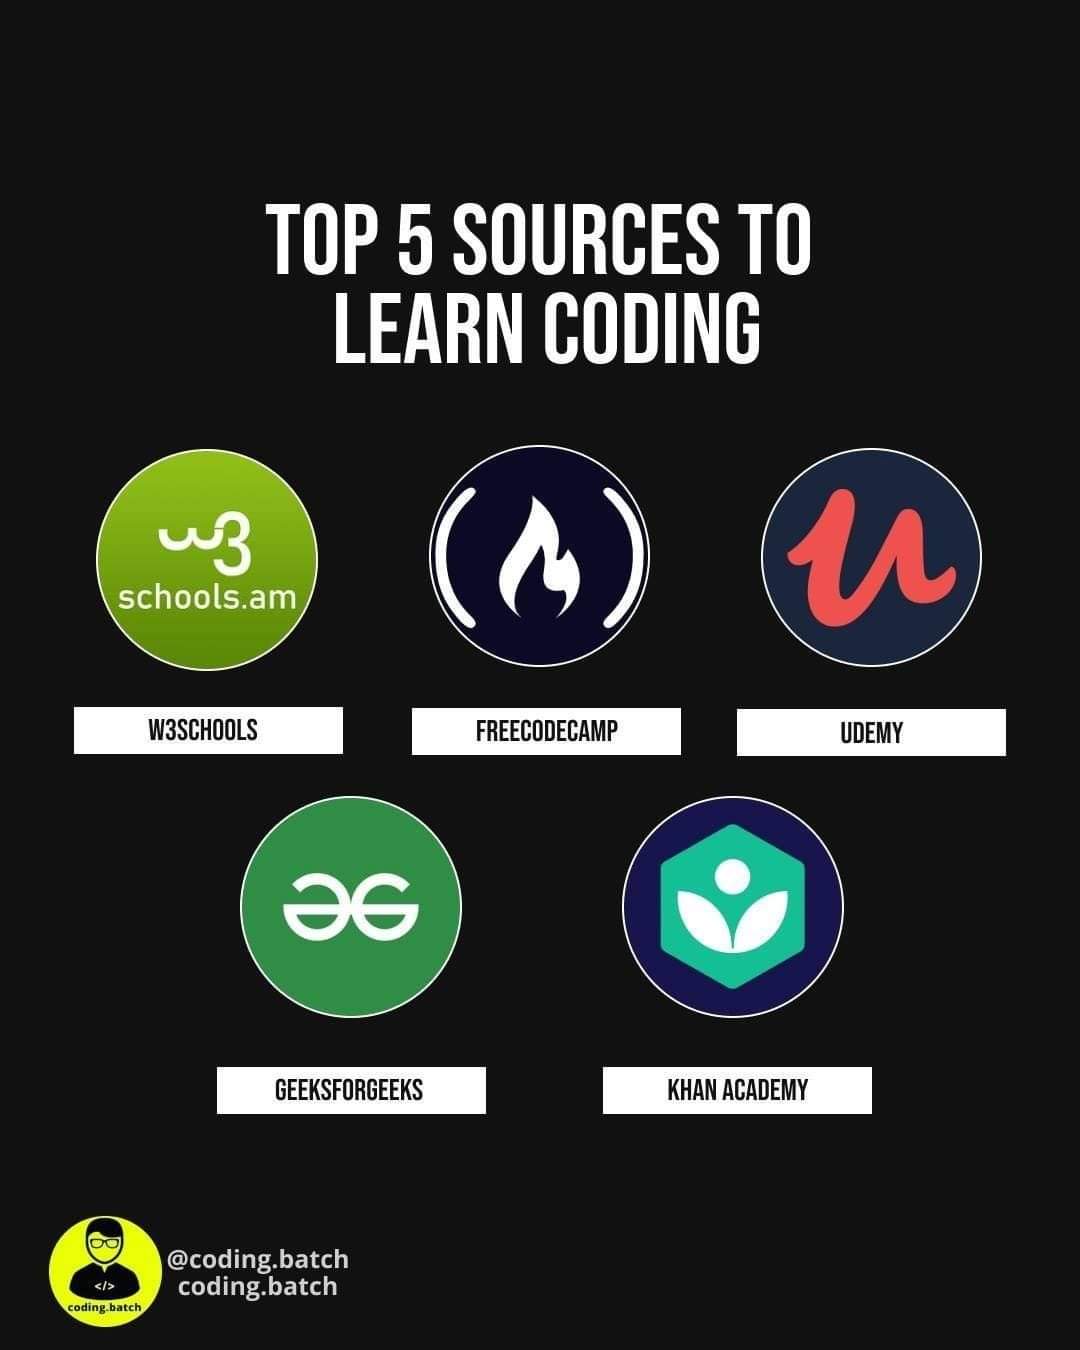 TOP 5 SOURCES TO
LEARN CODING
w3
schools.am
W3SCHOOLS
FREECODECAMP
UDEMY
GEEKSFORGEEKS
KHAN ACADEMY
</>
coding.batch
@coding.batch
coding.batch